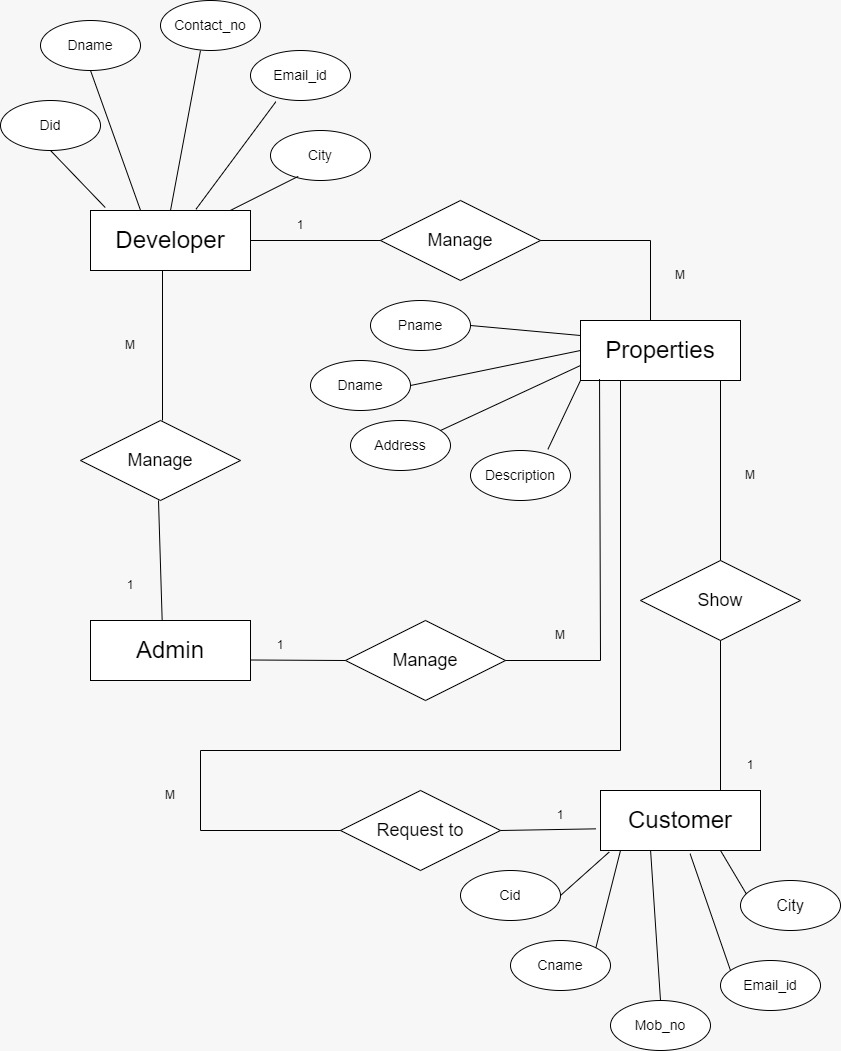 Contact_no
Dname
Email_id
Did
City
1
Developer
Manage
M
Pname
Properties
M
Dname
Address
Manage
Description
M
1
Show
Admin
1
Manage
M
1
M
Request to
1
Customer
Cid
City
Cname
Email_id
Mob_no